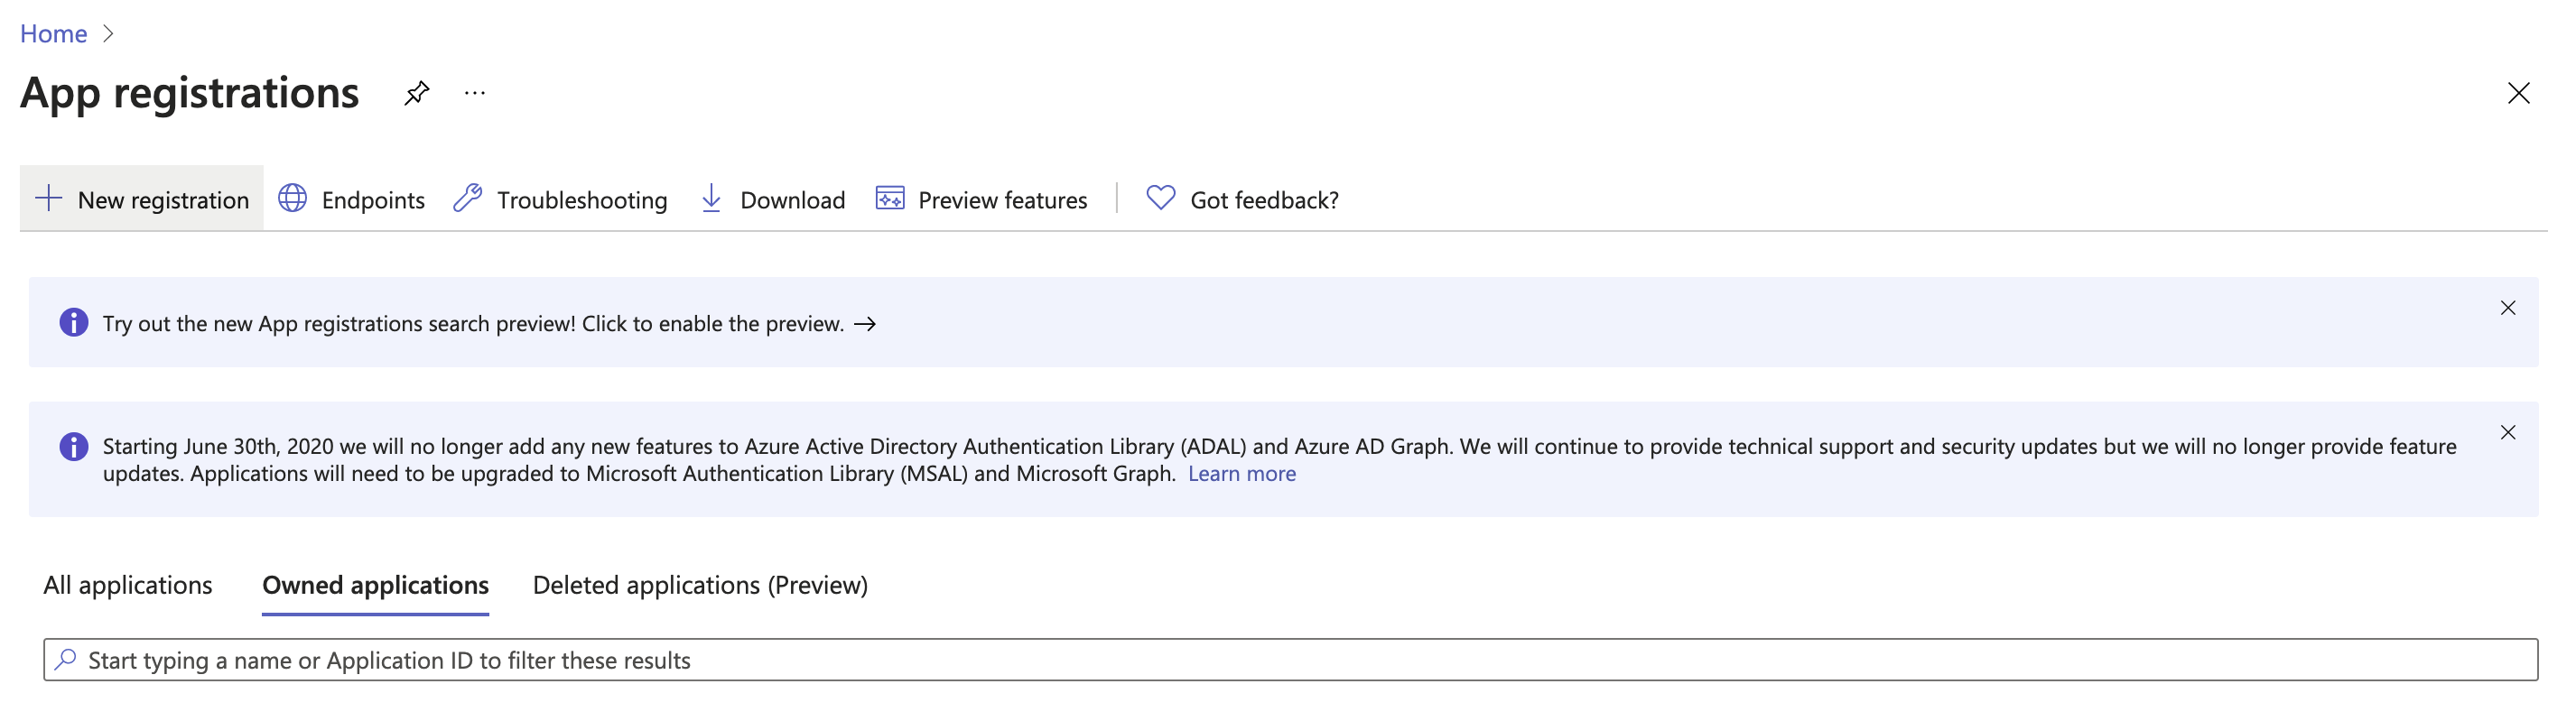 Home
App registrations
New registration Endpoints Troubleshooting Download Preview features Got feedback?
Try out the new App registrations search preview! Click to enable the preview. →
Starting June 30th, 2020 we will no longer add any new features to Azure Active Directory Authentication Library (ADAL) and Azure AD Graph. We will continue to provide technical support and security updates but we will no longer provide feature
updates. Applications will need to be upgraded to Microsoft Authentication Library (MSAL) and Microsoft Graph. Learn more
All applications Owned applications Deleted applications (Preview)
Start typing a name or Application ID to filter these results